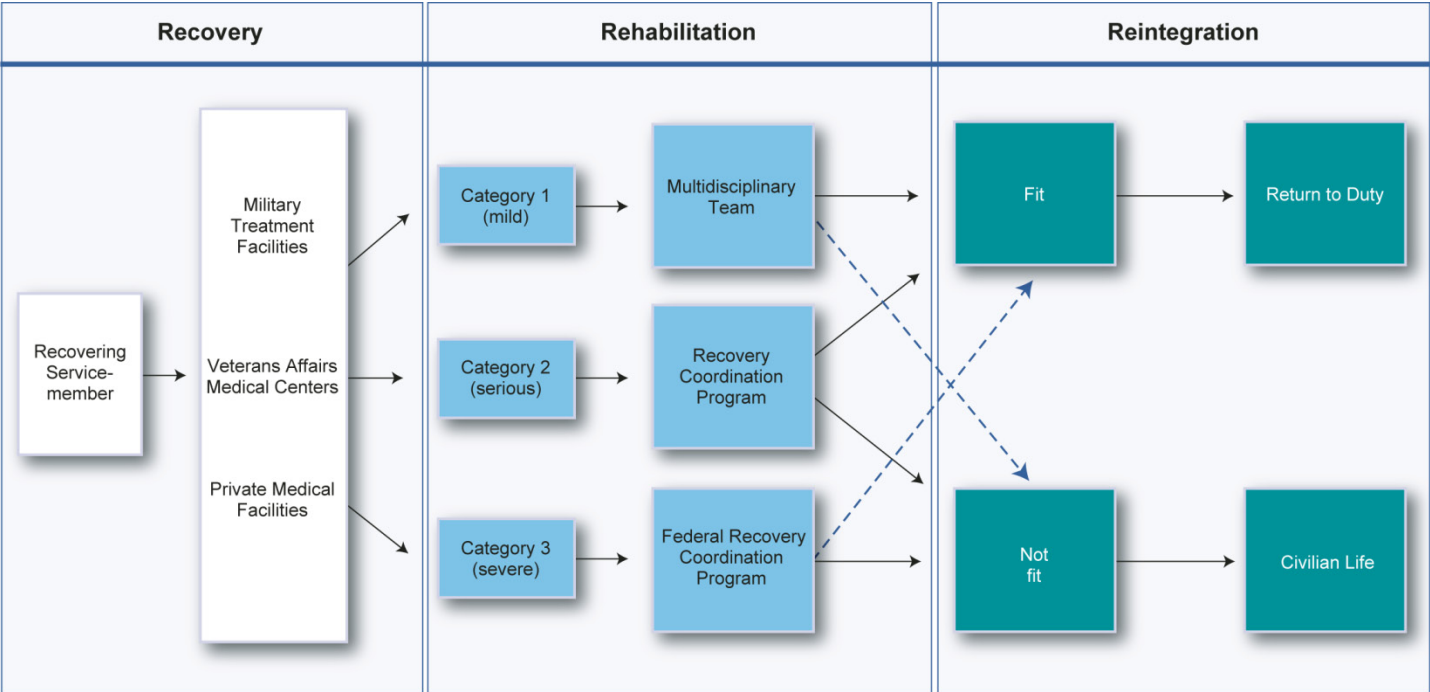 Recovery
Rehabilitation
Reintegration
Recovering
Service-
member
Military
Treatment
Facilities
Veterans Affairs
Medical Centers
Private Medical
Facilities
Category 1
(mild)
Multidisciplinary
Team
Category 2
(serious)
Recovery
Coordination
Program
Category 3
(severe)
Federal Recovery
Coordination
Program
Fit
Return to Duty
Not
fit
Civilian Life